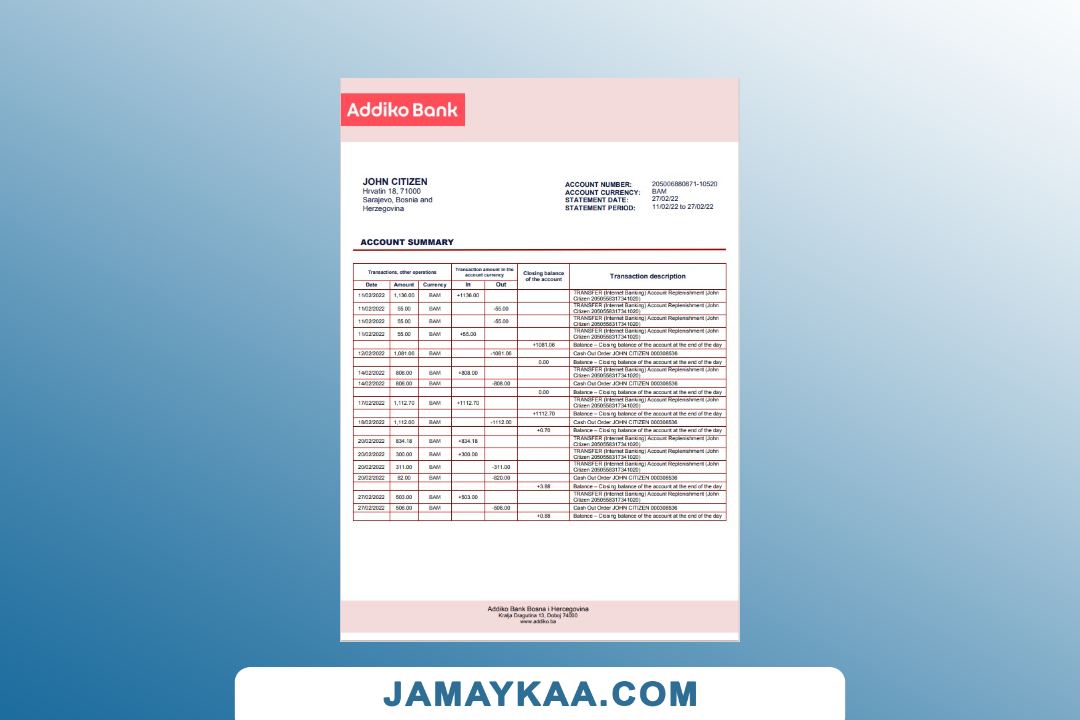 Addiko Bank
JOHN CITIZEN
Hrvatin 18, 71000
Sarajevo, Bosnia and
Herzegovina
ACCOUNT NUMBER: 205006880671-10520
ACCOUNT CURRENCY: BAM
STATEMENT DATE: 27/02/22
STATEMENT PERIOD: 11/02/22 to 27/02/22
ACCOUNT SUMMARY
Transactions, other operations
Transaction amount in the
account currency
Closing balance
of the account
Transaction description
Date Amount Currency In Out
11/02/2022 1,136.00 BAM +1136.00 TRANSFER (Internet Banking) Account Replenishment (John
Citizen 2050558317341020)
11/02/2022 55.00 BAM -55.00 TRANSFER (Internet Banking) Account Replenishment (John
Citizen 2050558317341020)
11/02/2022 55.00 BAM -55.00 TRANSFER (Internet Banking) Account Replenishment (John
Citizen 2050558317341020)
11/02/2022 55.00 BAM +55.00 TRANSFER (Internet Banking) Account Replenishment (John
Citizen 2050558317341020)
+1081.06 Balance – Closing balance of the account at the end of the day
12/02/2022 1,081.06 BAM -1081.06 Cash Out Order JOHN CITIZEN 000308536
0.00 Balance – Closing balance of the account at the end of the day
14/02/2022 808.00 BAM +808.00 TRANSFER (Internet Banking) Account Replenishment (John
Citizen 2050558317341020)
14/02/2022 808.00 BAM -808.00 Cash Out Order JOHN CITIZEN 000308536
0.00 Balance – Closing balance of the account at the end of the day
17/02/2022 1,112.70 BAM +1112.70 TRANSFER (Internet Banking) Account Replenishment (John
Citizen 2050558317341020)
+1112.70 Balance – Closing balance of the account at the end of the day
18/02/2022 1,112.00 BAM -1112.00 Cash Out Order JOHN CITIZEN 000308536
+0.70 Balance – Closing balance of the account at the end of the day
20/02/2022 834.18 BAM +834.18 TRANSFER (Internet Banking) Account Replenishment (John
Citizen 2050558317341020)
20/02/2022 300.00 BAM +300.00 TRANSFER (Internet Banking) Account Replenishment (John
Citizen 2050558317341020)
20/02/2022 311.00 BAM -311.00 TRANSFER (Internet Banking) Account Replenishment (John
Citizen 2050558317341020)
20/02/2022 82.00 BAM -820.00 Cash Out Order JOHN CITIZEN 000308536
+3.88 Balance – Closing balance of the account at the end of the day
27/02/2022 503.00 BAM +503.00 TRANSFER (Internet Banking) Account Replenishment (John
Citizen 2050558317341020)
27/02/2022 506.00 BAM -506.00 Cash Out Order JOHN CITIZEN 000308536
+0.88 Balance – Closing balance of the account at the end of the day
Addiko Bank Bosna i Hercegovina
Kralja Dragutina 13, Doboj 74000
www.addiko.ba
JAMAYKAA.COM